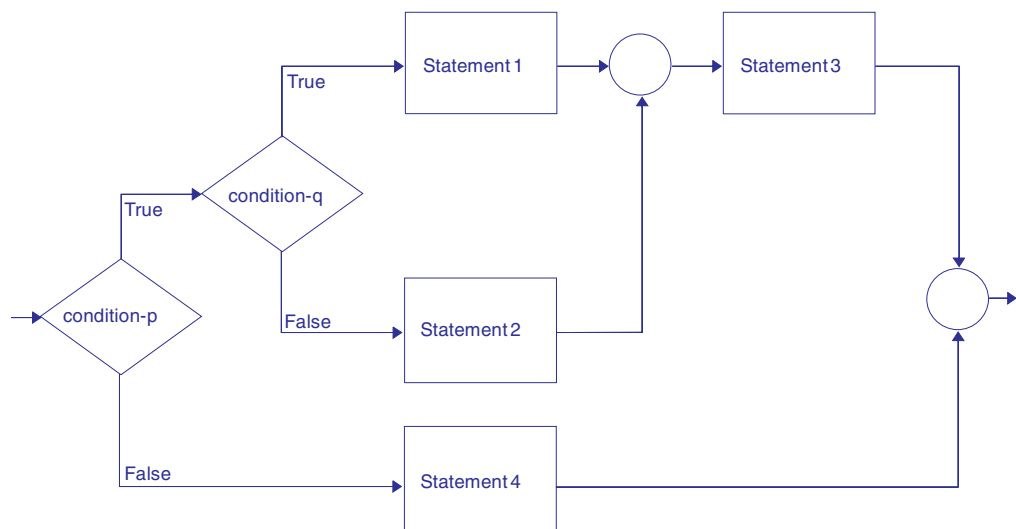 Statement 1
Statement 3
True
condition-q
True
condition-p
False
Statement 2
False
Statement 4